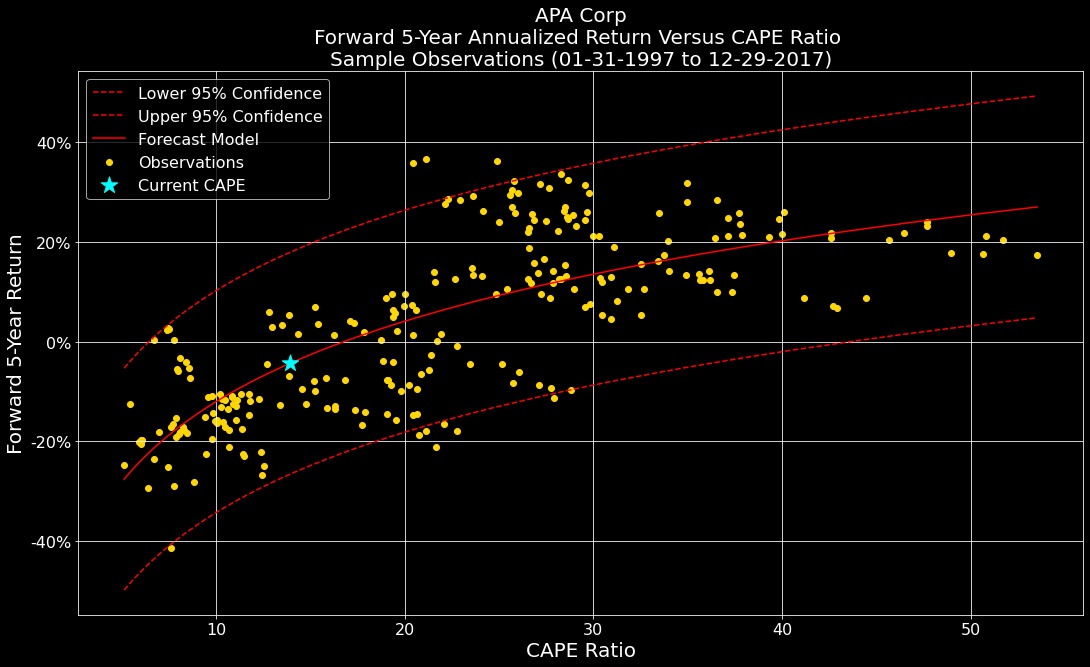 APA Corp
Forward 5-Year Annualized Return Versus CAPE Ratio
Sample Observations (01-31-1997 to 12-29-2017)
Lower 95% Confidence
Upper 95% Confidence
Forecast Model
Observations
Current CAPE
Forward 5-Year Return
40%
20%
0%
-20%
-40%
10 20 30 40 50
CAPE Ratio